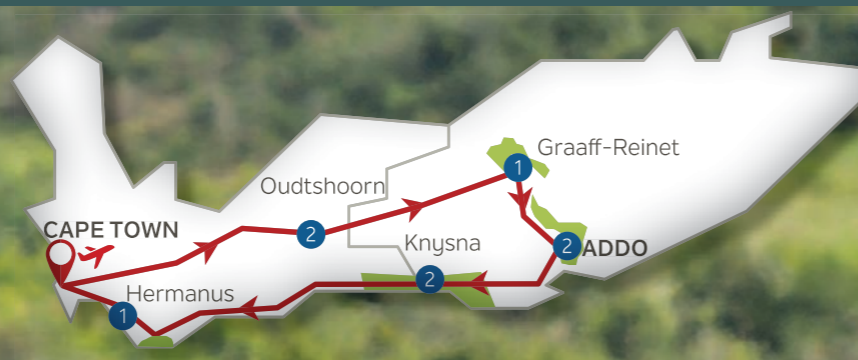 Graaff-Reinet
1
Oudtshoorn
CAPE TOWN
2
Knysna
2 ADDO
2
Hermanus
1